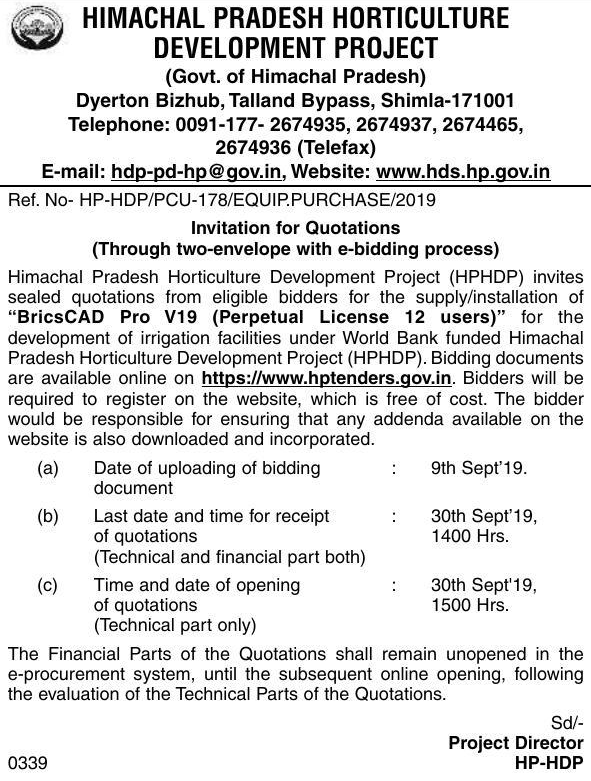 HIMACHAL PRADESH HORTICULTURE
DEVELOPMENT PROJECT
(Govt. of Himachal Pradesh)
Dyerton Bizhub, Talland Bypass, Shimla-171001
Telephone: 0091-177- 2674935, 2674937, 2674465,
2674936 (Telefax)
E-mail: hdp-pd-hp@gov.in, Website: www.hds.hp.gov.in
Ref. No- HP-HDP/PCU-178/EQUIP.PURCHASE/2019
Invitation for Quotations
(Through two-envelope with e-bidding process)
Himachal Pradesh Horticulture Development Project (HPHDP) invites
sealed quotations from eligible bidders for the supply/installation of
“BricsCAD Pro V19 (Perpetual License 12 users)” for the
development of irrigation facilities under World Bank funded Himachal
Pradesh Horticulture Development Project (HPHDP). Bidding documents
are available online on https://www.hptenders.gov.in. Bidders will be
required to register on the website, which is free of cost. The bidder
would be responsible for ensuring that any addenda available on the
website is also downloaded and incorporated.
(a) Date of uploading of bidding : 9th Sept’19.
document
(b) Last date and time for receipt : 30th Sept’19,
of quotations 1400 Hrs.
(Technical and financial part both)
(c) Time and date of opening : 30th Sept'19,
of quotations 1500 Hrs.
(Technical part only)
The Financial Parts of the Quotations shall remain unopened in the
e-procurement system, until the subsequent online opening, following
the evaluation of the Technical Parts of the Quotations.
Sd/-
Project Director
0339 HP-HDP